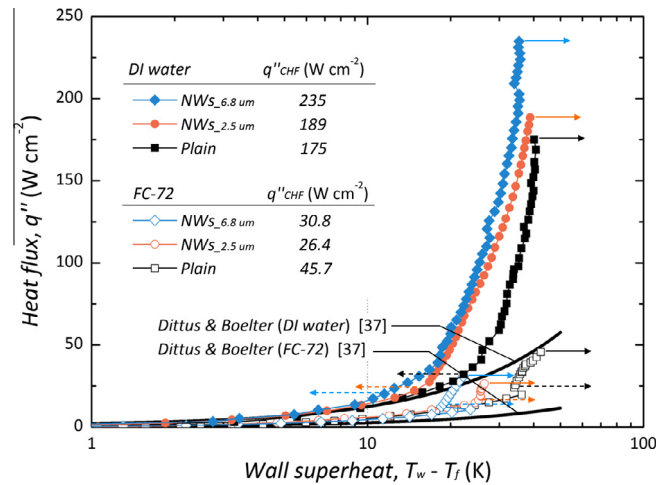 250
200
150
100
50
0
Heat flux, q'' (W cm⁻²)
DI water q''CHF (W cm⁻²)
NWs_6.8 um 235
NWs_2.5 um 189
Plain 175
FC-72 q''CHF (W cm⁻²)
NWs_6.8 um 30.8
NWs_2.5 um 26.4
Plain 45.7
Dittus & Boelter (DI water) [37]
Dittus & Boelter (FC-72) [37]
1 10 100
Wall superheat, Tw - Tf (K)